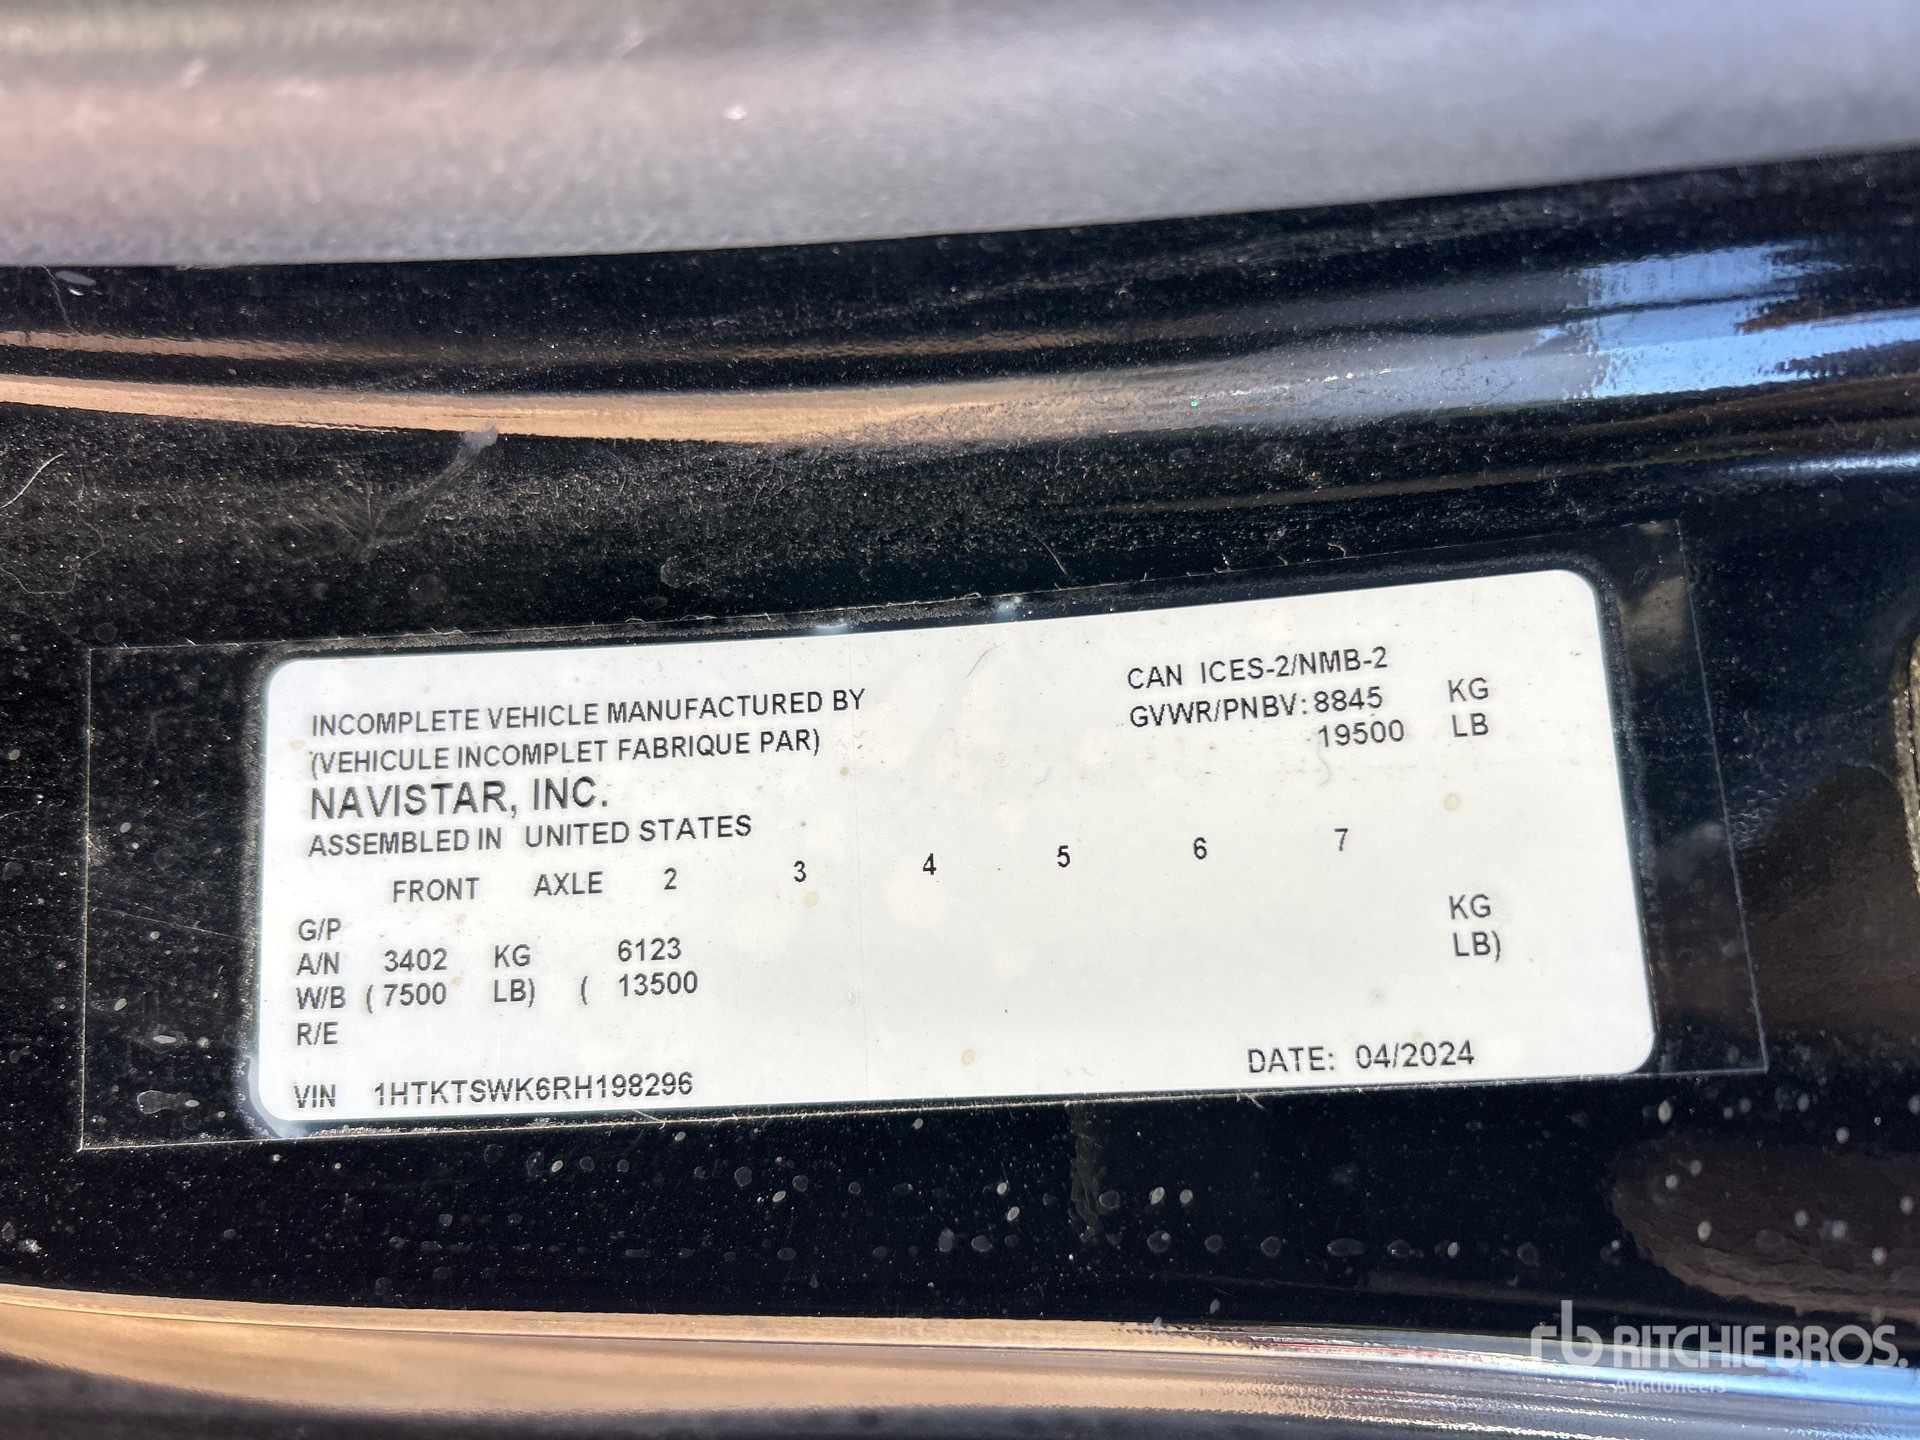 INCOMPLETE VEHICLE MANUFACTURED BY
(VEHICULE INCOMPLET FABRIQUE PAR)
NAVISTAR, INC.
ASSEMBLED IN UNITED STATES
CAN ICES-2/NMB-2
GVWR/PNBV: 8845 KG
19500 LB
FRONT AXLE 2 3 4 5 6 7
G/P
A/N 3402 KG 6123 KG
W/B (7500 LB) ( 13500 LB)
R/E
VIN 1HTKTSWK6RH198296
DATE: 04/2024
rb RITCHIE BROS.
Auctioneers